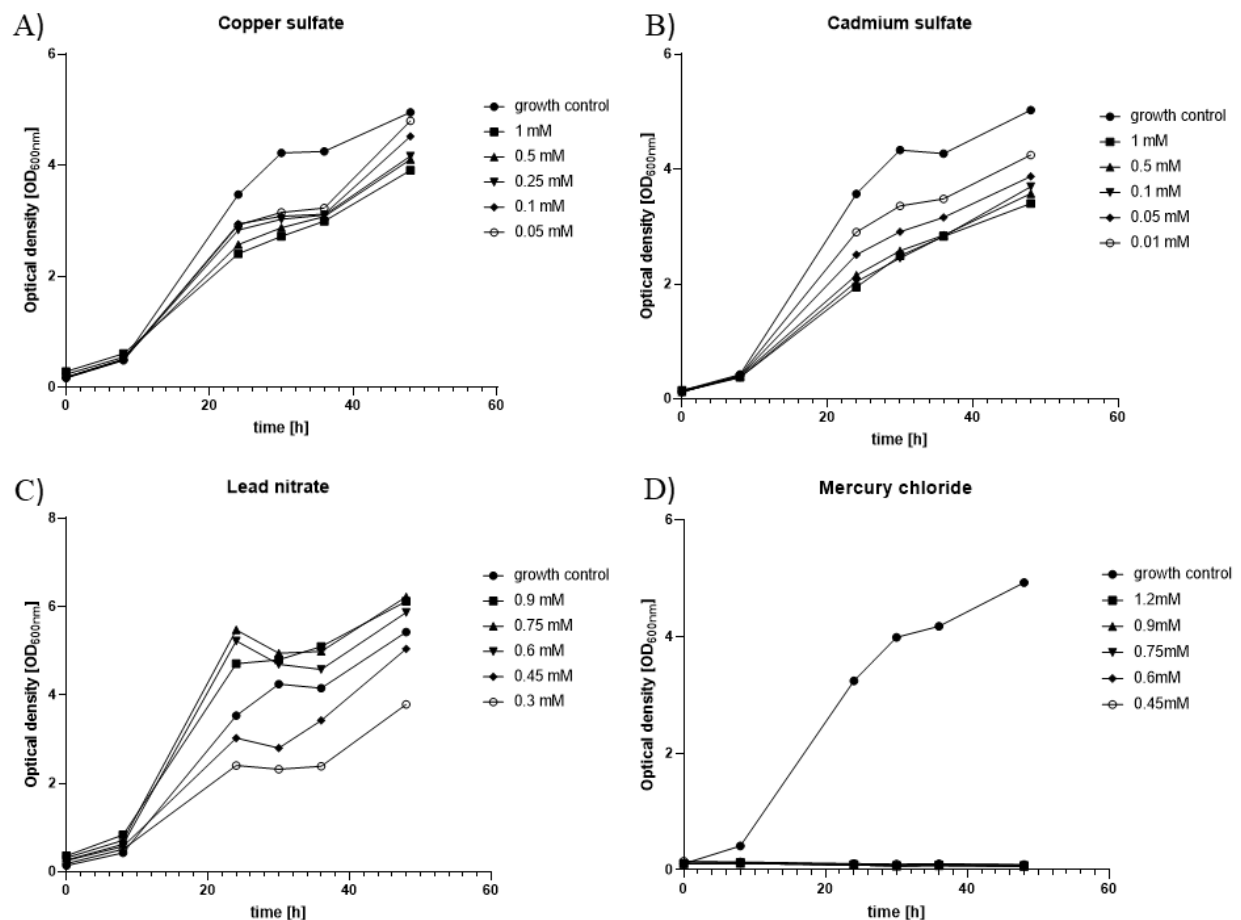 A)
Copper sulfate
Optical density [OD600nm]
6
4
2
0
0
20
40
60
time [h]
growth control
1 mM
0.5 mM
0.25 mM
0.1 mM
0.05 mM
B)
Cadmium sulfate
Optical density [OD600nm]
6
4
2
0
0
20
40
60
time [h]
growth control
1 mM
0.5 mM
0.1 mM
0.05 mM
0.01 mM
C)
Lead nitrate
Optical density [OD600nm]
8
6
4
2
0
0
20
40
60
time [h]
growth control
0.9 mM
0.75 mM
0.6 mM
0.45 mM
0.3 mM
D)
Mercury chloride
Optical density [OD600nm]
6
4
2
0
0
20
40
60
time [h]
growth control
1.2mM
0.9mM
0.75mM
0.6mM
0.45mM